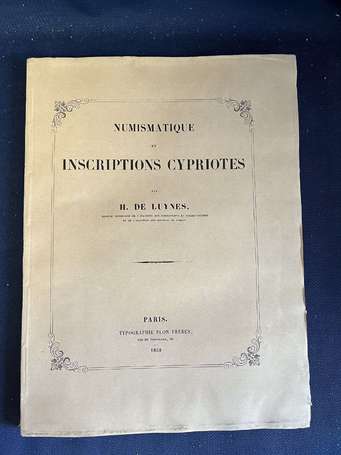 NUMISMATIQUE
ET
INSCRIPTIONS CYPRIOTES
PAR
H. DE LUYNES,
PARIS.
TYPOGRAPHIE PLON FRÈRES,